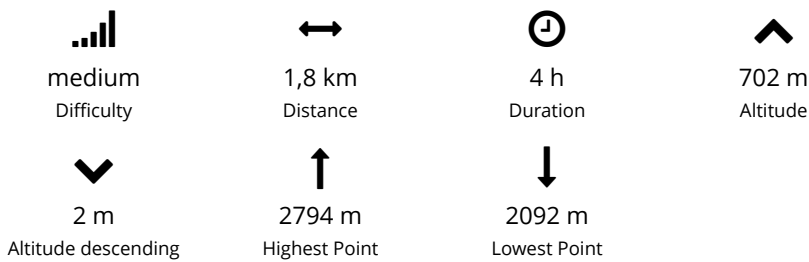 medium
1,8 km
4 h
702 m
Difficulty
Distance
Duration
Altitude
2 m
2794 m
2092 m
Altitude descending
Highest Point
Lowest Point